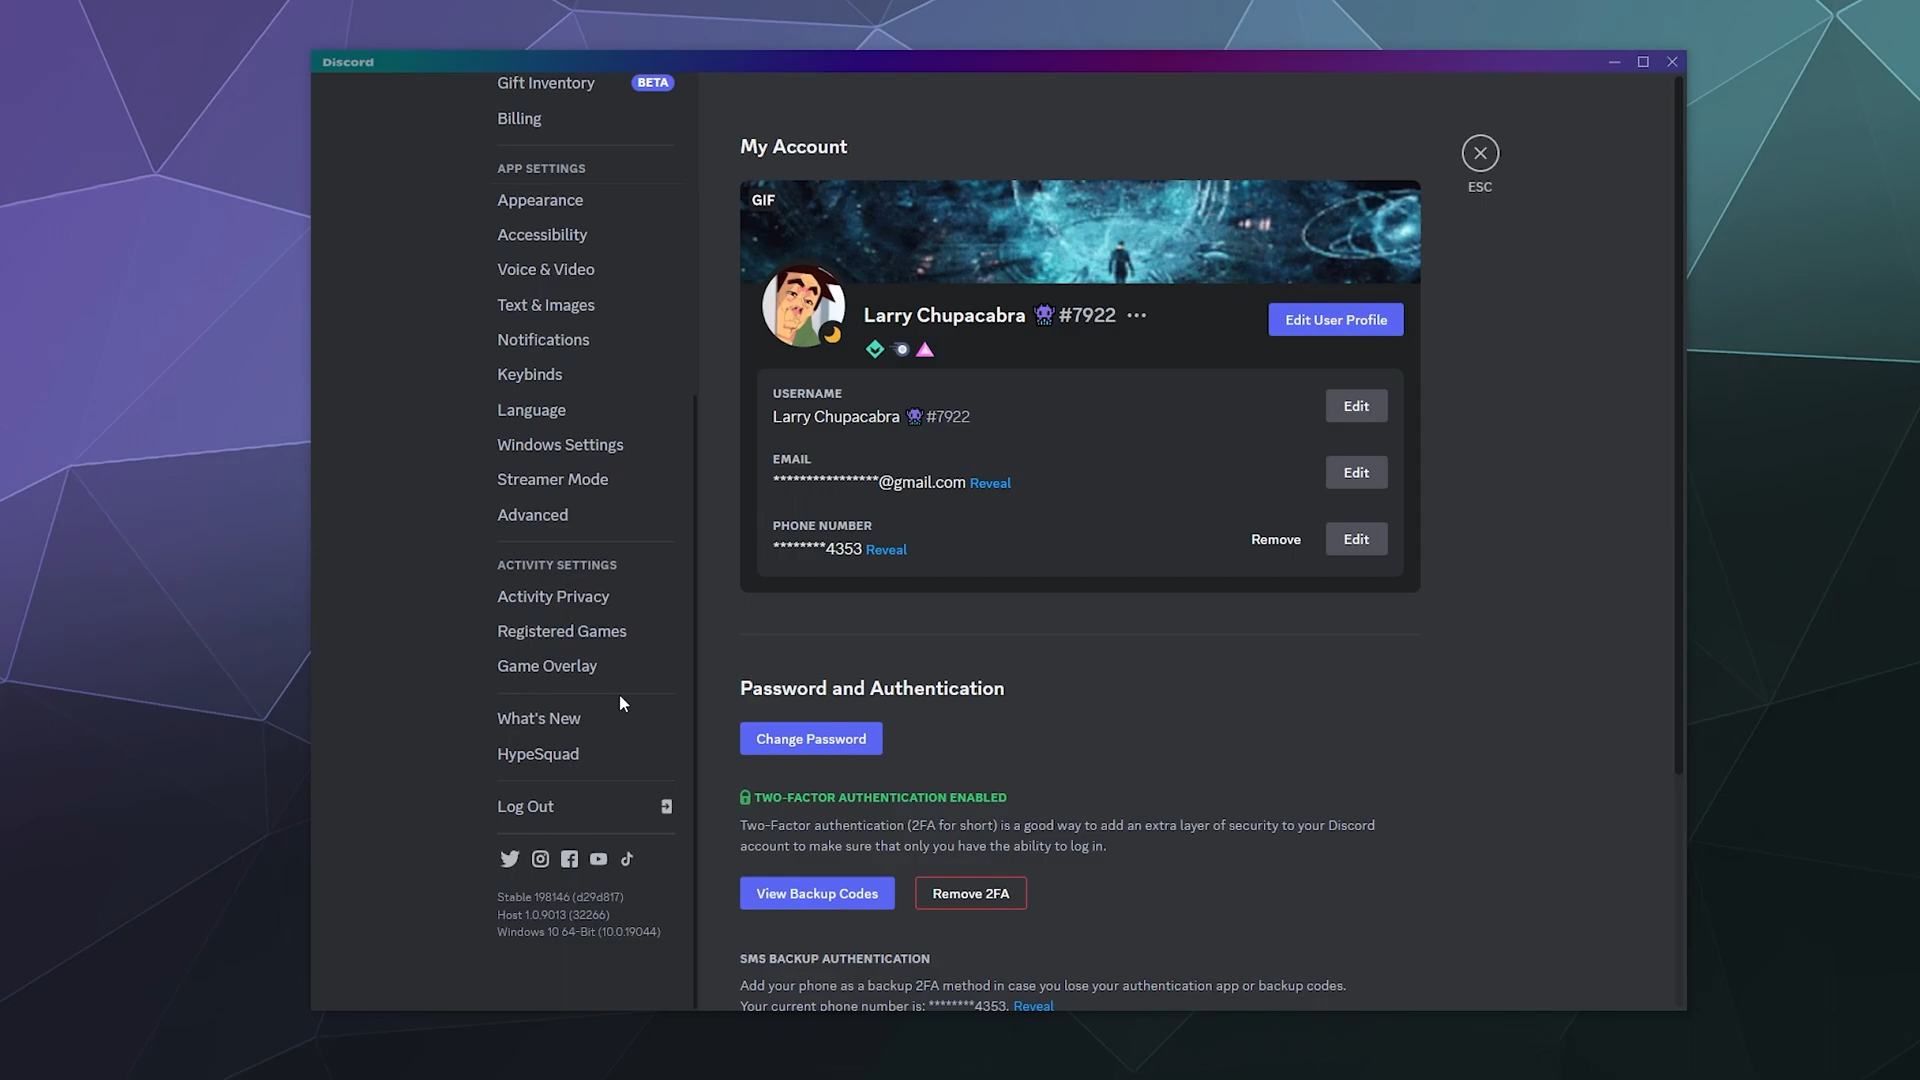 Discord
Gift Inventory BETA
Billing
APP SETTINGS
Appearance
Accessibility
Voice & Video
Text & Images
Notifications
Keybinds
Language
Windows Settings
Streamer Mode
Advanced
ACTIVITY SETTINGS
Activity Privacy
Registered Games
Game Overlay
What's New
HypeSquad
Log Out
Stable 198146 (d29d817)
Host 1.0.9013 (32266)
Windows 10 64-Bit (10.0.19044)
My Account
ESC
GIF
Larry Chupacabra 👾 #7922 •••
Edit User Profile
USERNAME
Larry Chupacabra 👾 #7922
Edit
EMAIL
****************@gmail.com Reveal
Edit
PHONE NUMBER
********4353 Reveal
Remove Edit
Password and Authentication
Change Password
TWO-FACTOR AUTHENTICATION ENABLED
Two-Factor authentication (2FA for short) is a good way to add an extra layer of security to your Discord
account to make sure that only you have the ability to log in.
View Backup Codes Remove 2FA
SMS BACKUP AUTHENTICATION
Add your phone as a backup 2FA method in case you lose your authentication app or backup codes.
Your current phone number is: ********4353. Reveal